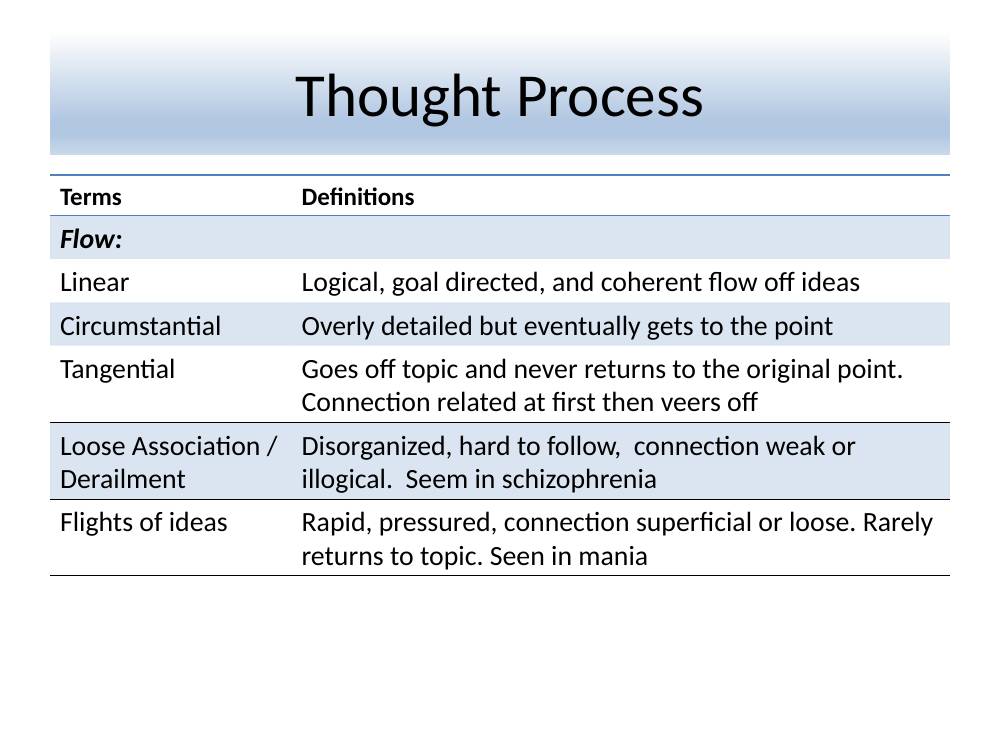 Thought Process
Terms Definitions
Flow:
Linear Logical, goal directed, and coherent flow off ideas
Circumstantial Overly detailed but eventually gets to the point
Tangential Goes off topic and never returns to the original point.
Connection related at first then veers off
Loose Association / Disorganized, hard to follow,  connection weak or
Derailment illogical.  Seem in schizophrenia
Flights of ideas Rapid, pressured, connection superficial or loose. Rarely
returns to topic. Seen in mania